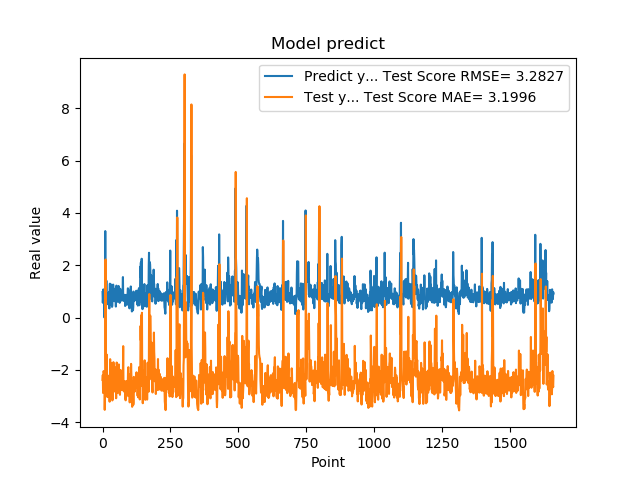 Model predict
Predict y... Test Score RMSE= 3.2827
Test y... Test Score MAE= 3.1996
Real value
8
6
4
2
0
−2
−4
0 250 500 750 1000 1250 1500
Point